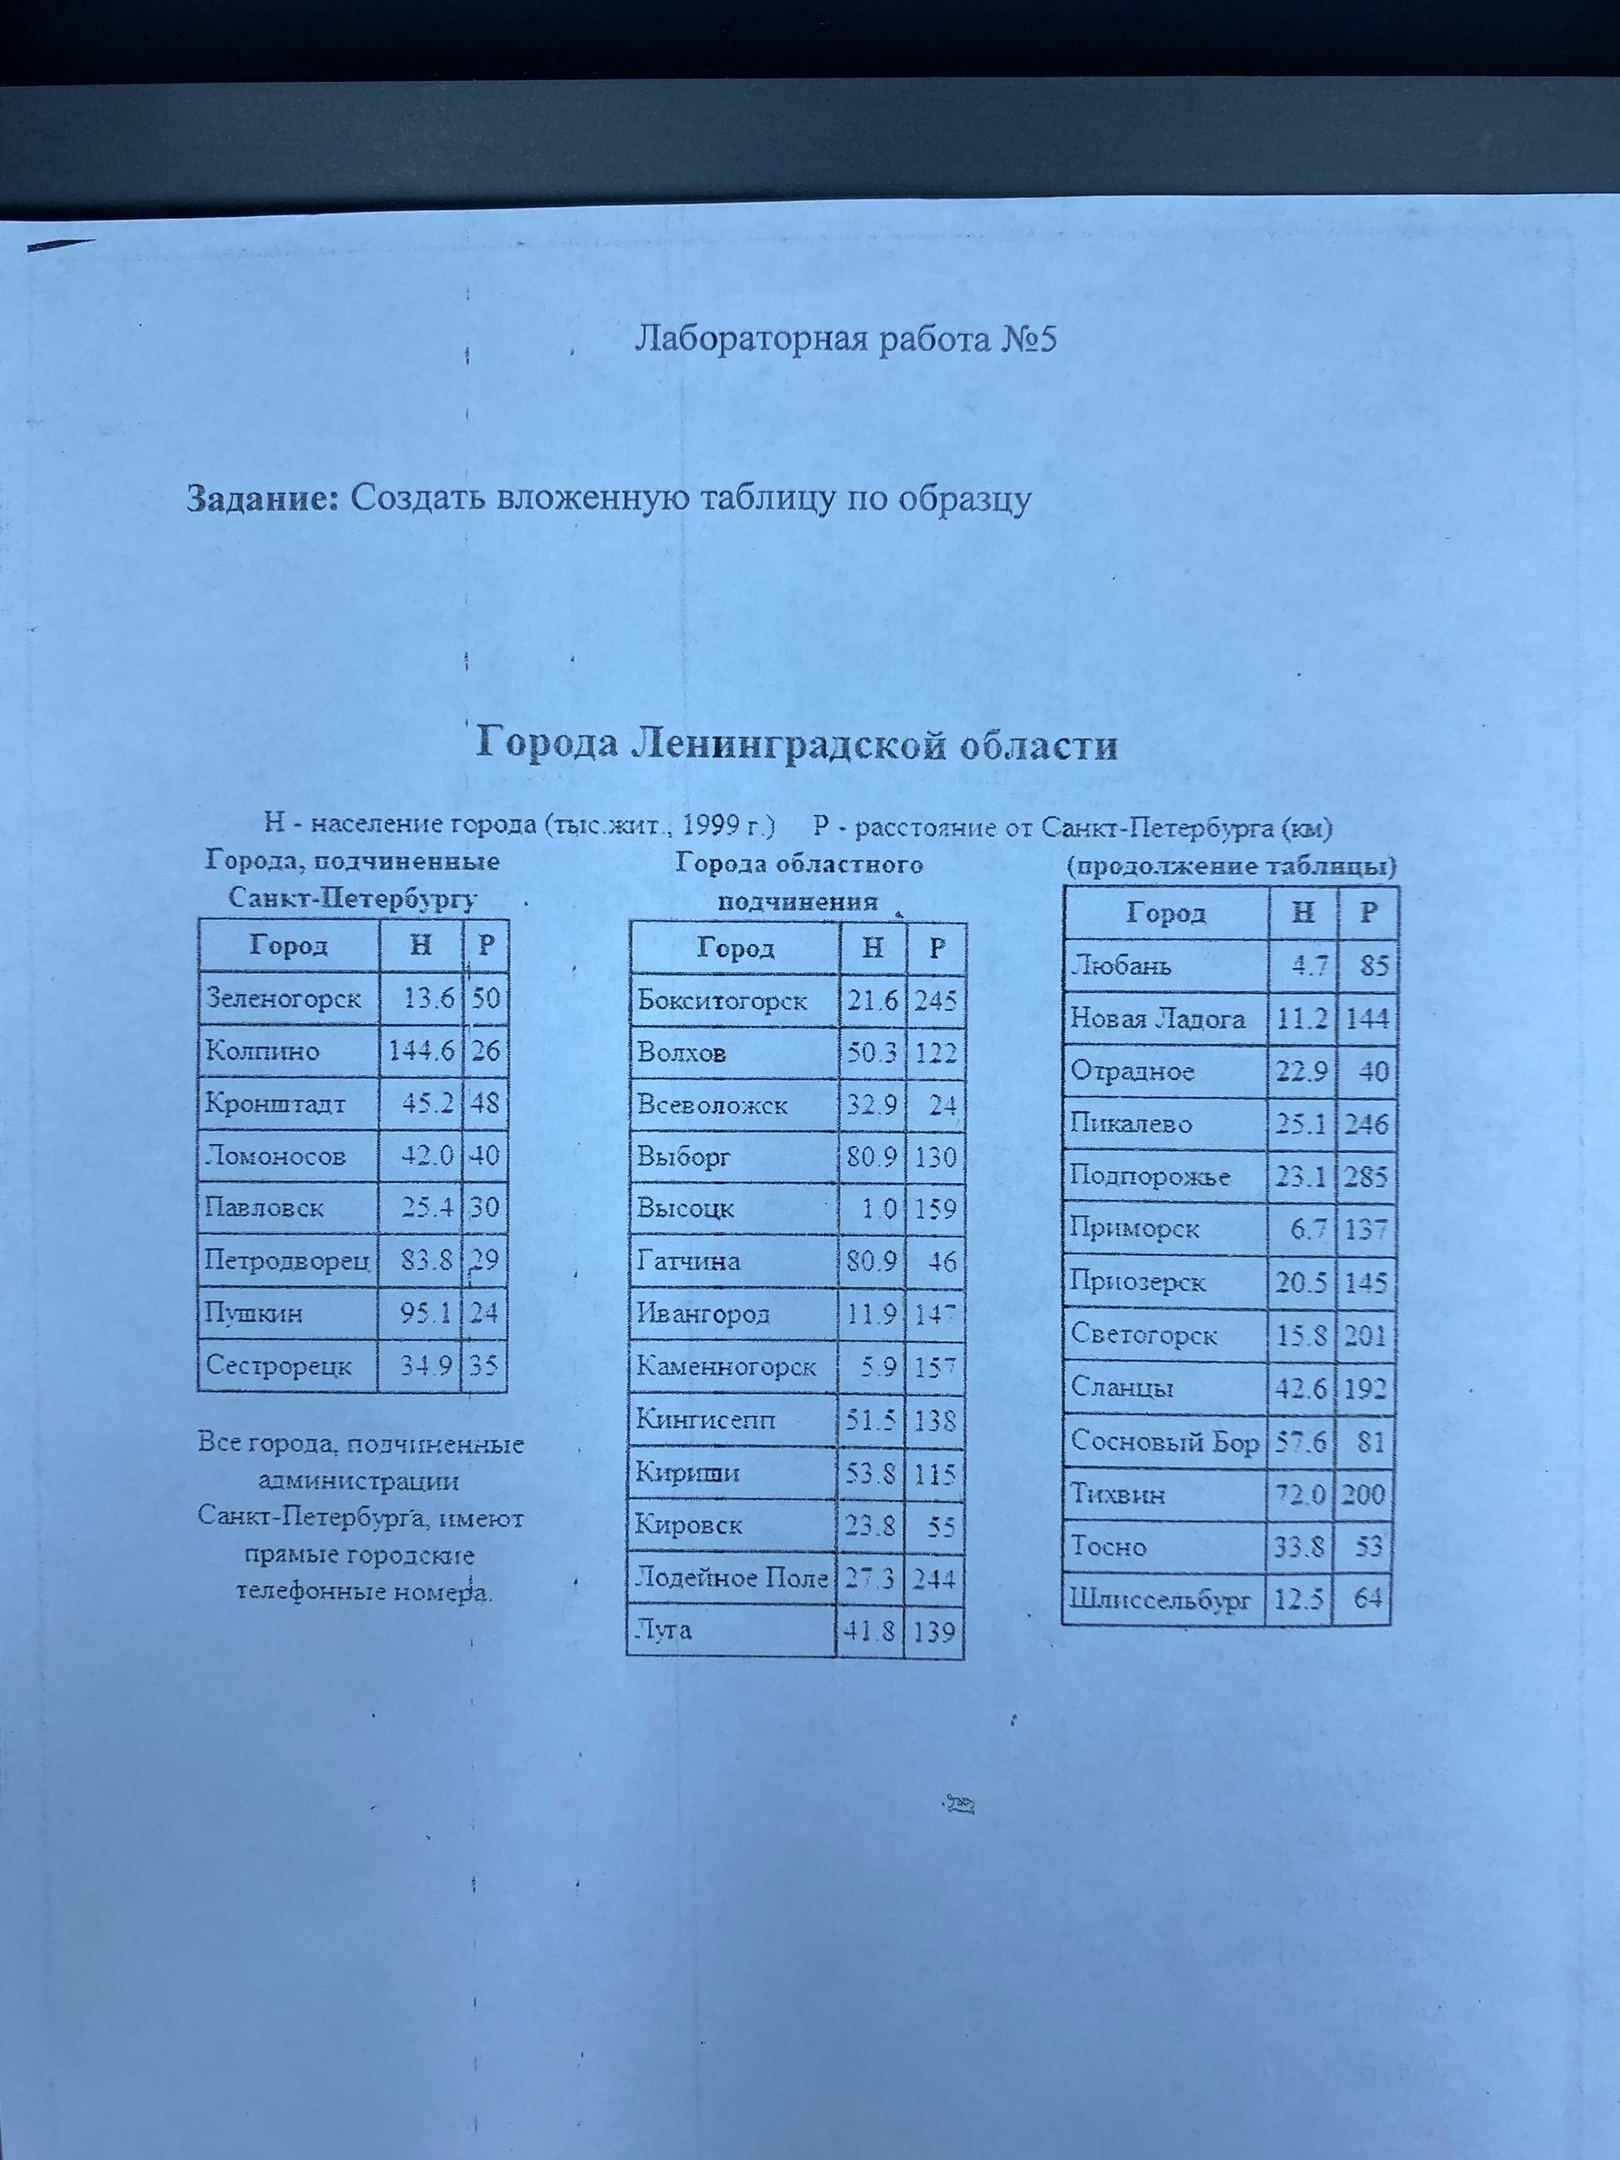 Лабораторная работа №5
Задание: Создать вложенную таблицу по образцу
Города Ленинградской области
Н - население города (тыс.жит., 1999 г.) Р - расстояние от Санкт-Петербурга (км)
Города, подчиненные
Санкт-Петербургу
Город Н Р
Зеленогорск 13.6 50
Колпино 144.6 26
Кронштадт 45.2 48
Ломоносов 42.0 40
Павловск 25.4 30
Петродворец 83.8 29
Пушкин 95.1 24
Сестрорецк 34.9 35
Все города, подчиненные
администрации
Санкт-Петербурга, имеют
прямые городские
телефонные номера.
Города областного
подчинения
Город Н Р
Бокситогорск 21.6 245
Волхов 50.3 122
Всеволожск 32.9 24
Выборг 80.9 130
Высоцк 1.0 159
Гатчина 80.9 46
Ивангород 11.9 147
Каменногорск 5.9 157
Кингисепп 51.5 138
Кириши 53.8 115
Кировск 23.8 55
Лодейное Поле 27.3 244
Луга 41.8 139
(продолжение таблицы)
Город Н Р
Любань 4.7 85
Новая Ладога 11.2 144
Отрадное 22.9 40
Пикалево 25.1 246
Подпорожье 23.1 285
Приморск 6.7 137
Приозерск 20.5 145
Светогорск 15.8 201
Сланцы 42.6 192
Сосновый Бор 57.6 81
Тихвин 72.0 200
Тосно 33.8 53
Шлиссельбург 12.5 64